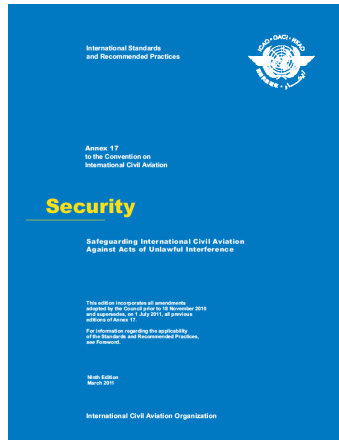 International Standards
and Recommended Practices
ICAO • OACI • ИКАО
Annex 17
to the Convention on
International Civil Aviation
Security
Safeguarding International Civil Aviation
Against Acts of Unlawful Interference
This edition incorporates all amendments
adopted by the Council prior to 18 November 2010
and supersedes, on 1 July 2011, all previous
editions of Annex 17.
For information regarding the applicability
of the Standards and Recommended Practices,
see Foreword.
Ninth Edition
March 2011
International Civil Aviation Organization